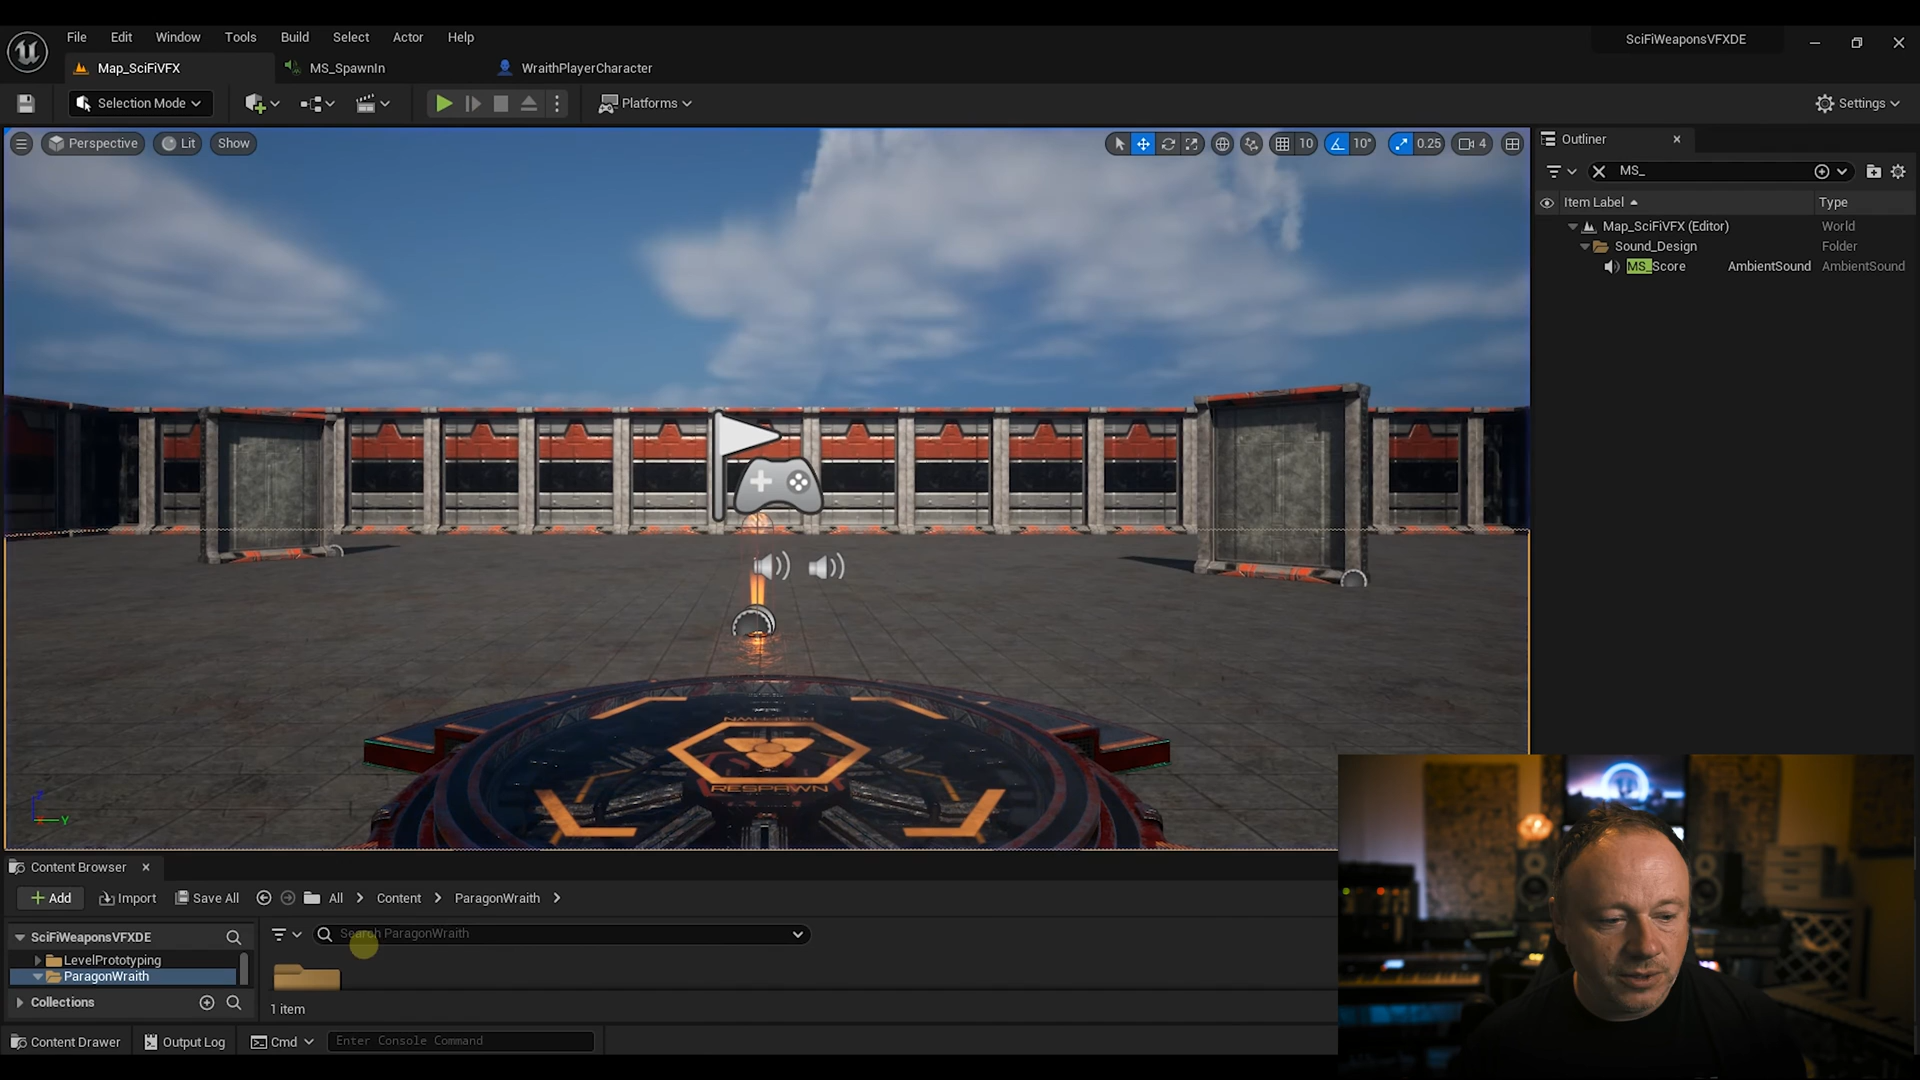 File Edit Window Tools Build Select Actor Help
SciFiWeaponsVFXDE
Map_SciFiVFX
MS_SpawnIn
WraithPlayerCharacter
Selection Mode
Platforms
Settings
Perspective
Lit
Show
10
10°
0.25
4
Outliner
MS_
Item Label
Type
Map_SciFiVFX (Editor)
World
Sound_Design
Folder
MS_Score
AmbientSound
AmbientSound
RESPAWN
RESPAWN
Content Browser
Add
Import
Save All
All
Content
ParagonWraith
SciFiWeaponsVFXDE
Search ParagonWraith
LevelPrototyping
ParagonWraith
Collections
1 item
Content Drawer
Output Log
Cmd
Enter Console Command
Z
Y